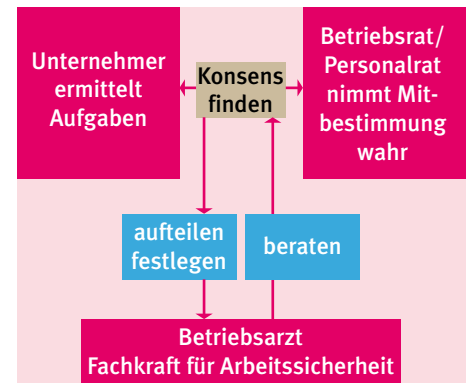 Unternehmer
ermittelt
Aufgaben
Konsens
finden
Betriebsrat/
Personalrat
nimmt Mit-
bestimmung
wahr
aufteilen
festlegen
beraten
Betriebsarzt
Fachkraft für Arbeitssicherheit